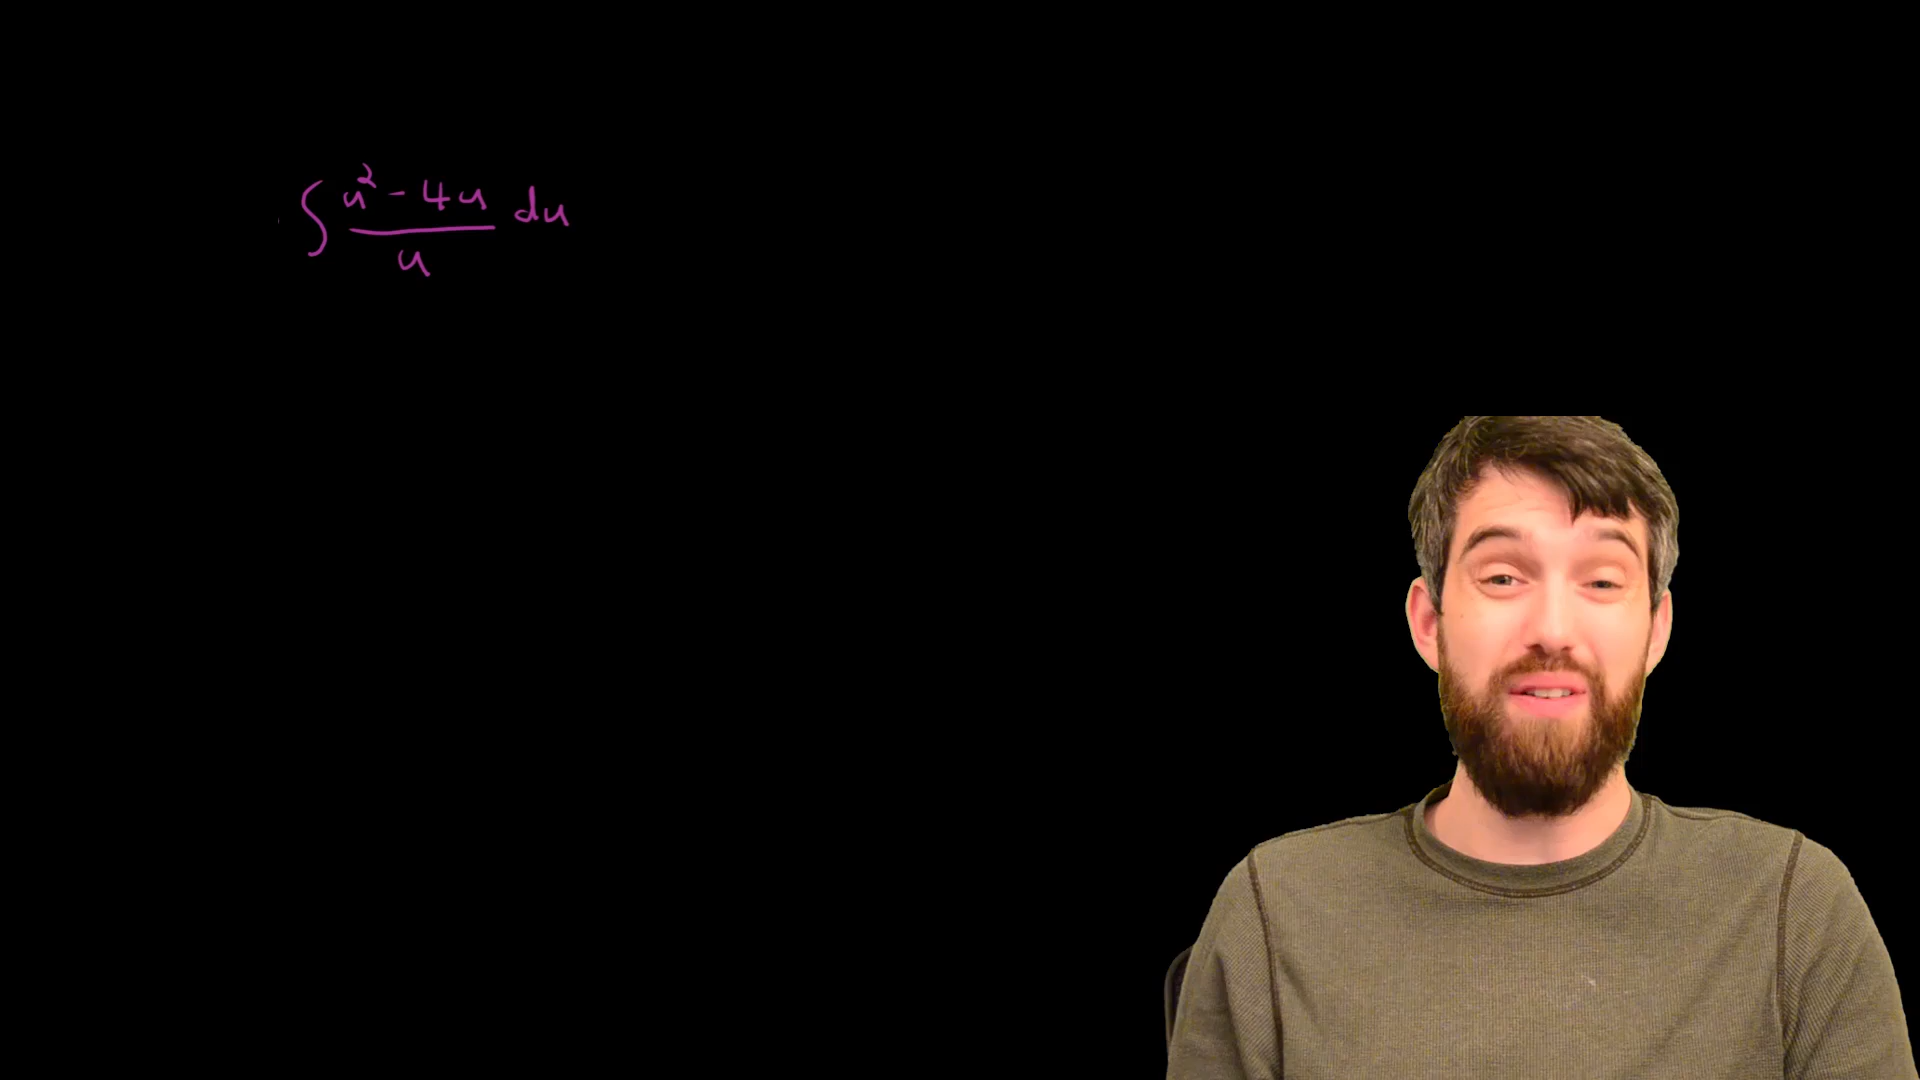 ∫ u² - 4u / u du